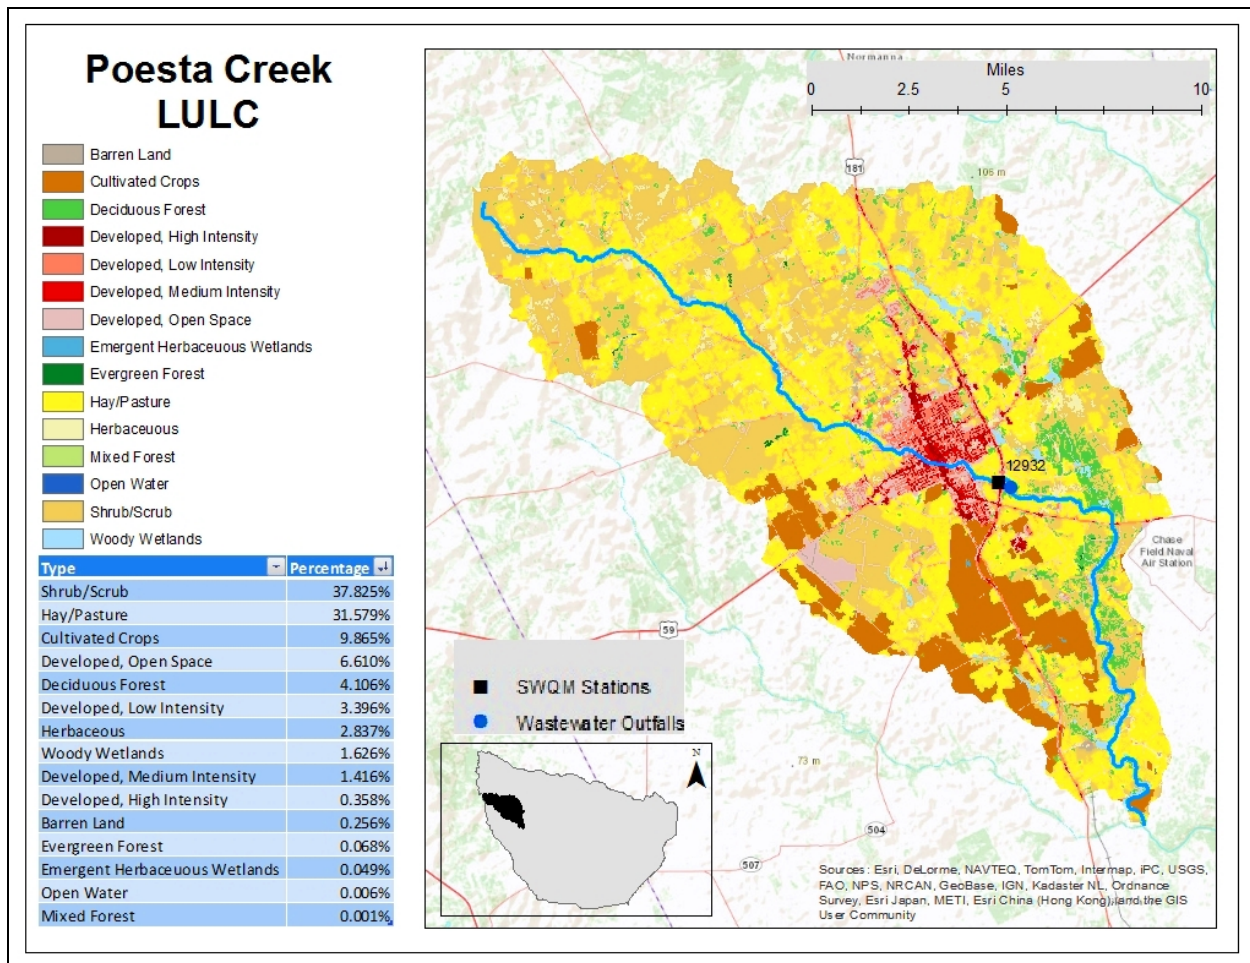 Poesta Creek
LULC
Barren Land
Cultivated Crops
Deciduous Forest
Developed, High Intensity
Developed, Low Intensity
Developed, Medium Intensity
Developed, Open Space
Emergent Herbaceuous Wetlands
Evergreen Forest
Hay/Pasture
Herbaceuous
Mixed Forest
Open Water
Shrub/Scrub
Woody Wetlands
Type Percentage
Shrub/Scrub 37.825%
Hay/Pasture 31.579%
Cultivated Crops 9.865%
Developed, Open Space 6.610%
Deciduous Forest 4.106%
Developed, Low Intensity 3.396%
Herbaceous 2.837%
Woody Wetlands 1.626%
Developed, Medium Intensity 1.416%
Developed, High Intensity 0.358%
Barren Land 0.256%
Evergreen Forest 0.068%
Emergent Herbaceuous Wetlands 0.049%
Open Water 0.006%
Mixed Forest 0.001%
Normanna
Miles
0 2.5 5 10
181
106 m
12932
Chase
Field Naval
Air Station
59
SWQM Stations
Wastewater Outfalls
N
73 m
504
507
Sources: Esri, DeLorme, NAVTEQ, TomTom, Intermap, iPC, USGS,
FAO, NPS, NRCAN, GeoBase, IGN, Kadaster NL, Ordnance
Survey, Esri Japan, METI, Esri China (Hong Kong), and the GIS
User Community